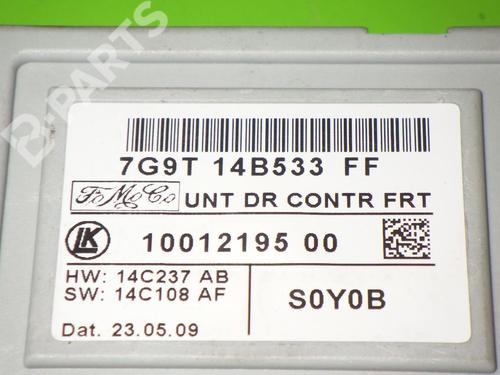 B-PARTS
7G9T 14B533 FF
FoMoCo UNT DR CONTR FRT
LK 10012195 00
HW: 14C237 AB
SW: 14C108 AF S0Y0B
Dat. 23.05.09